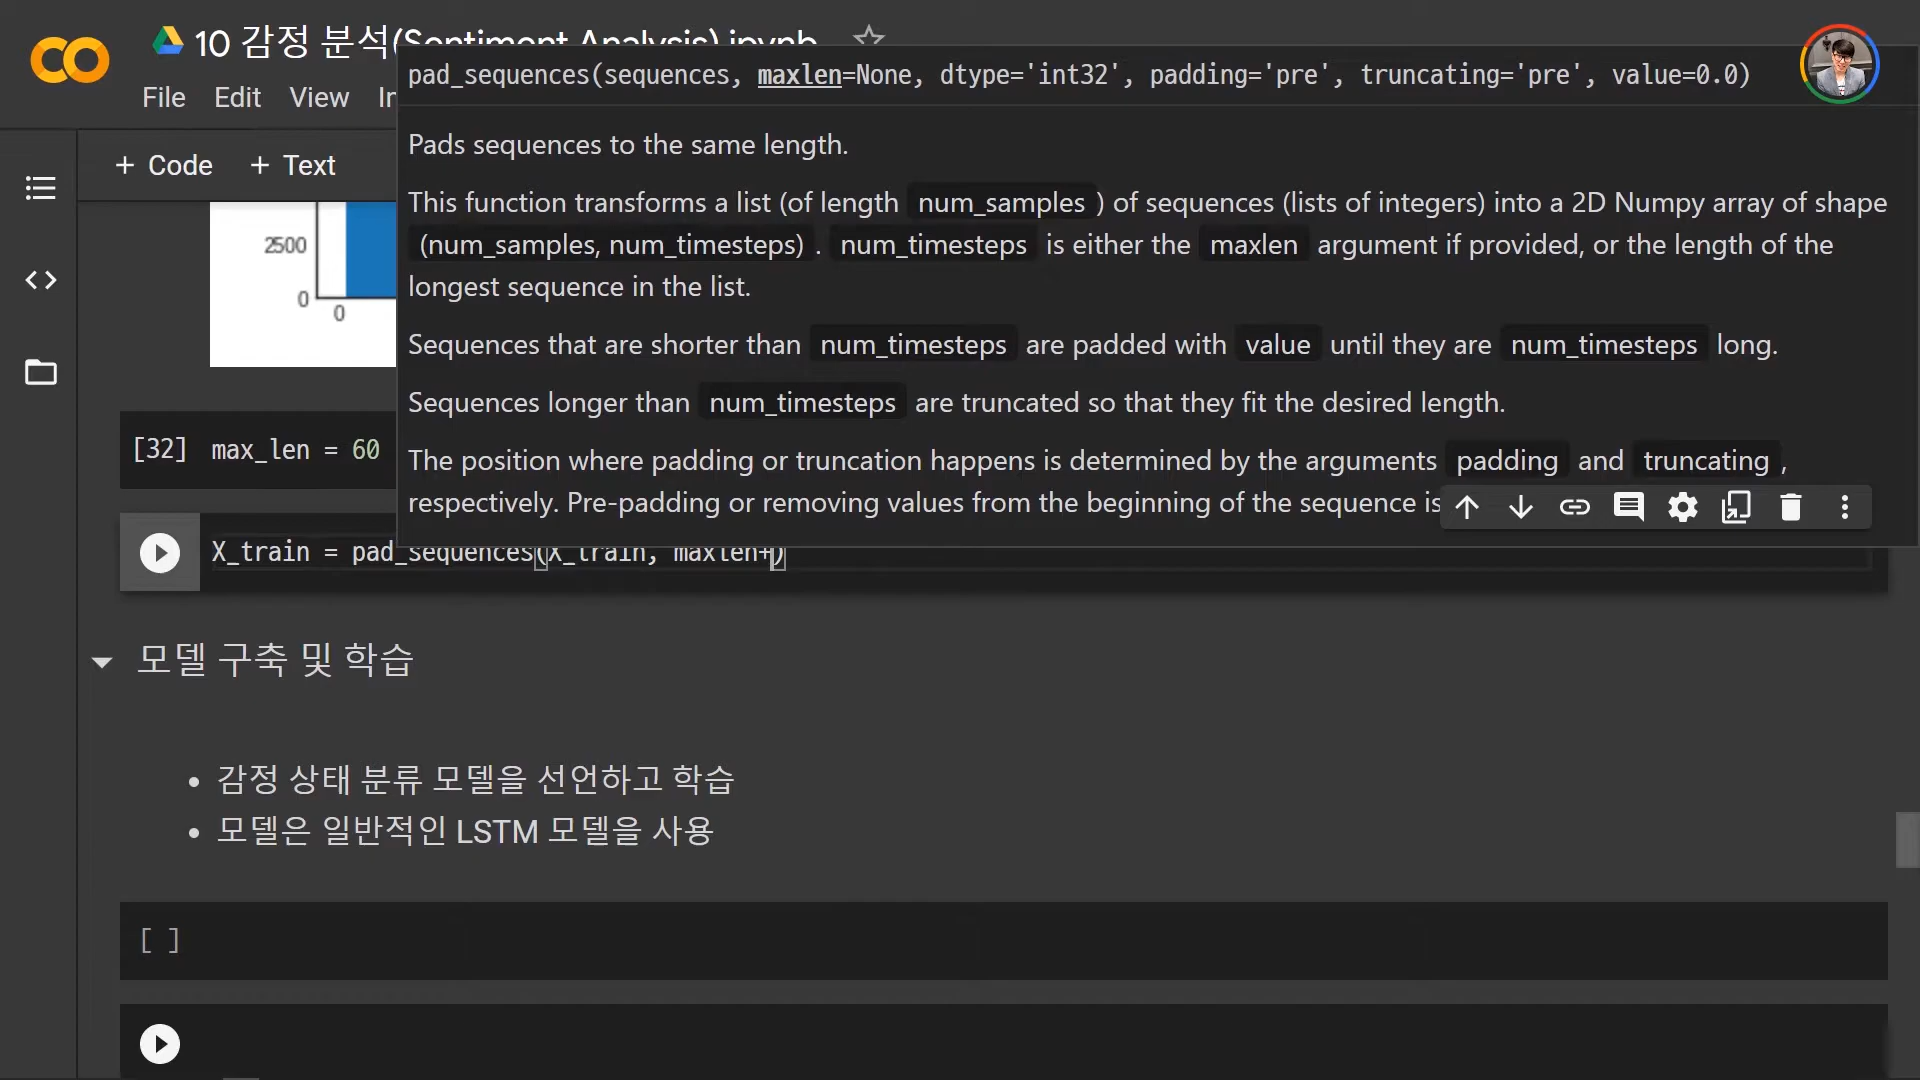 10 감정 분석(Sentiment Analysis).ipynb
File Edit View In
pad_sequences(sequences, maxlen=None, dtype='int32', padding='pre', truncating='pre', value=0.0)
Pads sequences to the same length.
+ Code + Text
This function transforms a list (of length num_samples ) of sequences (lists of integers) into a 2D Numpy array of shape
(num_samples, num_timesteps) . num_timesteps is either the maxlen argument if provided, or the length of the
longest sequence in the list.
2500
0
0
Sequences that are shorter than num_timesteps are padded with value until they are num_timesteps long.
Sequences longer than num_timesteps are truncated so that they fit the desired length.
[32] max_len = 60
The position where padding or truncation happens is determined by the arguments padding and truncating ,
respectively. Pre-padding or removing values from the beginning of the sequence is
X_train = pad_sequences(X_train, maxlen+)
모델 구축 및 학습
• 감정 상태 분류 모델을 선언하고 학습
• 모델은 일반적인 LSTM 모델을 사용
[ ]